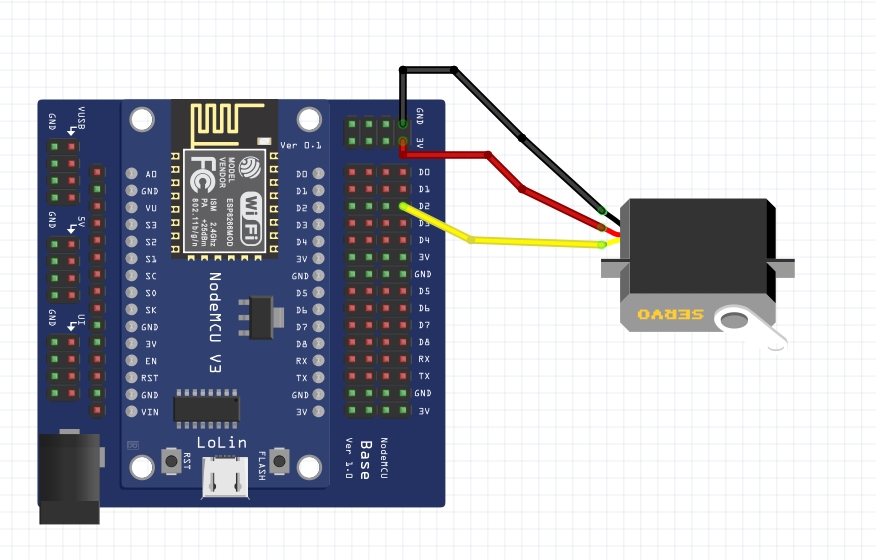 VUSB
GND
5V
GND
UI
GND
A0
GND
VU
S3
S2
S1
SC
S0
SK
GND
3V
EN
RST
GND
VIN
MODEL
VENDOR
ESP8266MOD
WiFi
FC
ISM 2.4Ghz
PA +25dBm
802.11b/g/n
NodeMCU V3
LoLin
RST
FLASH
Ver 0.1
D0
D1
D2
D3
D4
3V
GND
D5
D6
D7
D8
RX
TX
GND
3V
GND
3V
D0
D1
D2
D3
D4
3V
GND
D5
D6
D7
D8
RX
TX
GND
3V
NodeMCU
Base
Ver 1.0
SERVO